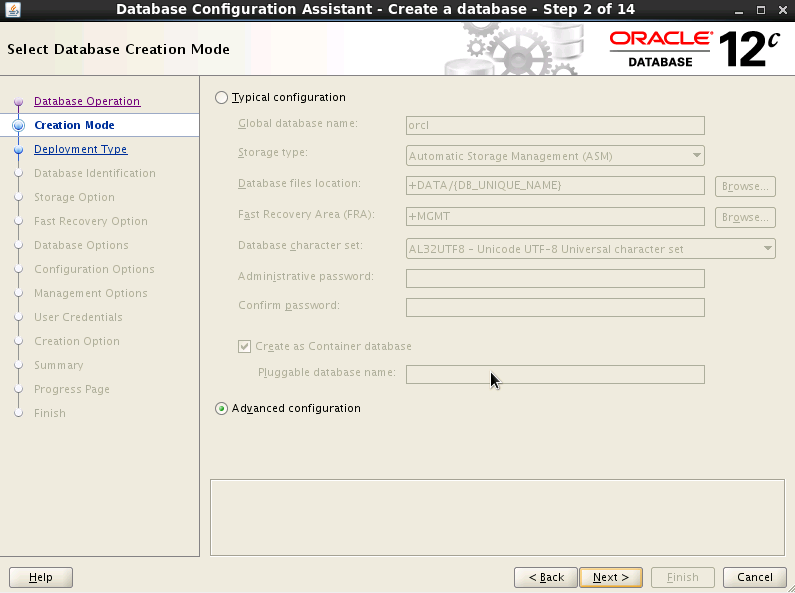 Database Configuration Assistant - Create a database - Step 2 of 14
Select Database Creation Mode
ORACLE
DATABASE
12c
Database Operation
Creation Mode
Deployment Type
Database Identification
Storage Option
Fast Recovery Option
Database Options
Configuration Options
Management Options
User Credentials
Creation Option
Summary
Progress Page
Finish
Typical configuration
Global database name: orcl
Storage type: Automatic Storage Management (ASM)
Database files location: +DATA/{DB_UNIQUE_NAME} Browse...
Fast Recovery Area (FRA): +MGMT Browse...
Database character set: AL32UTF8 - Unicode UTF-8 Universal character set
Administrative password:
Confirm password:
Create as Container database
Pluggable database name:
Advanced configuration
Help < Back Next > Finish Cancel